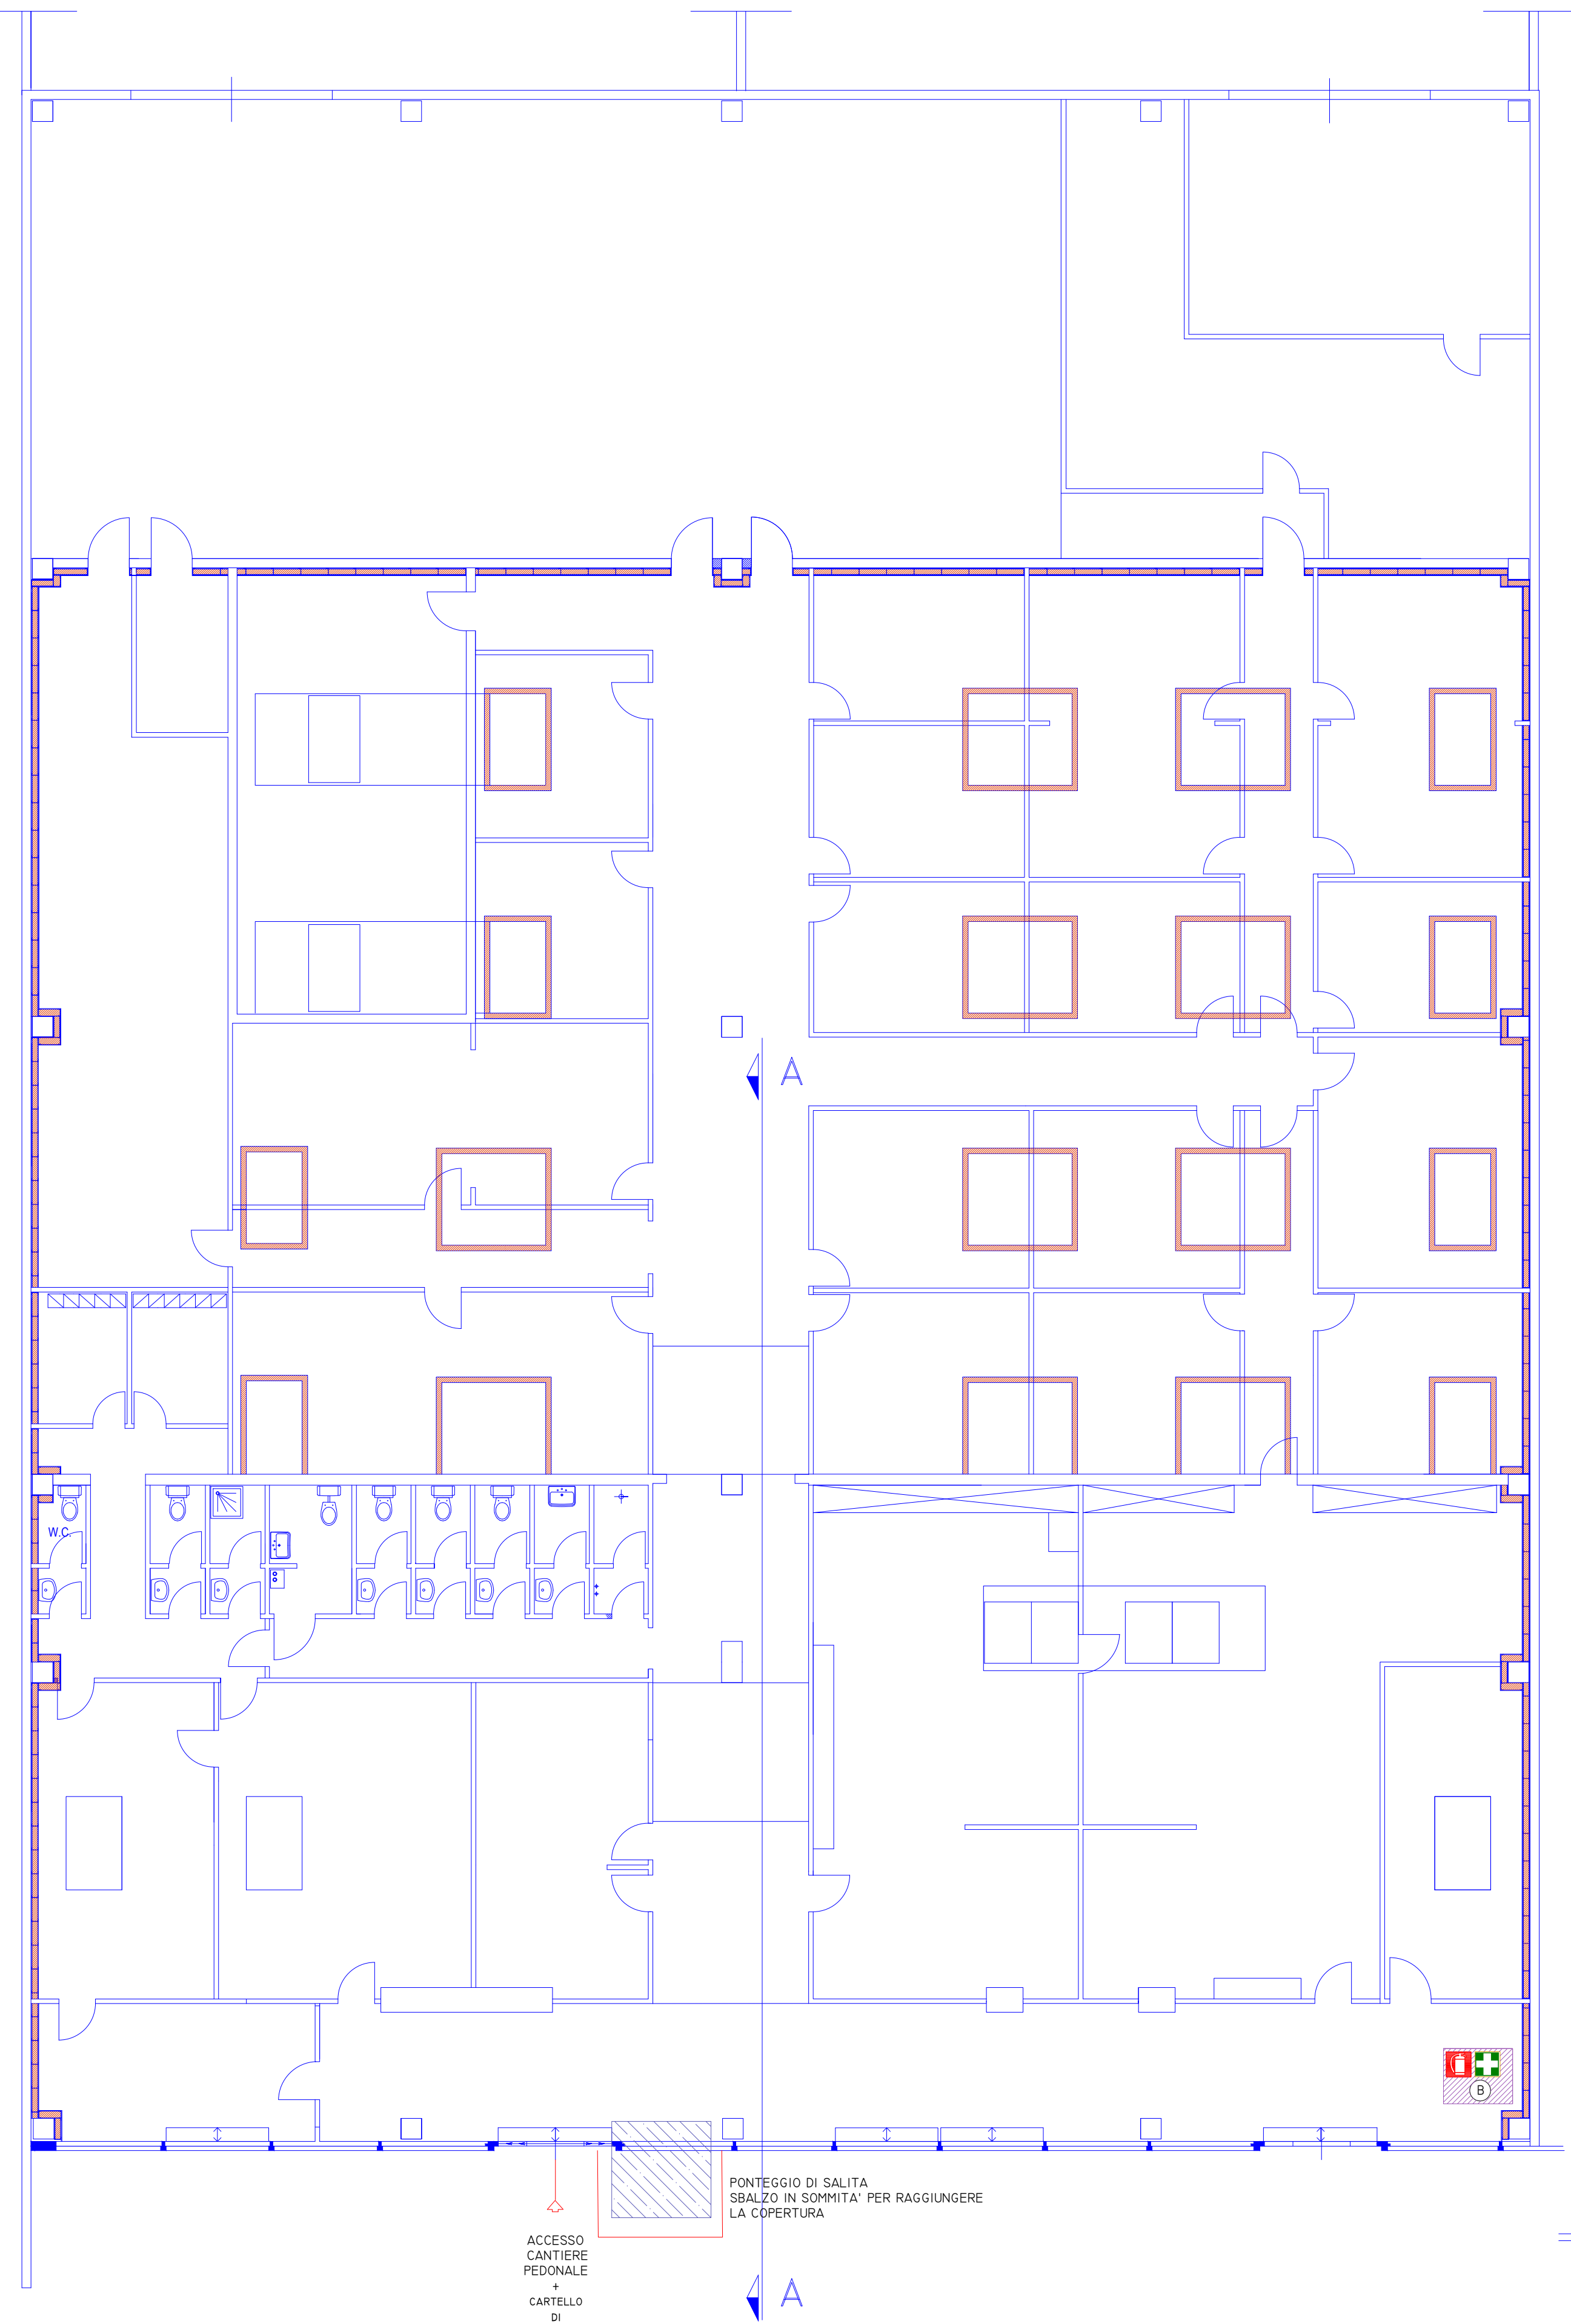 A
W.C.
B
PONTEGGIO DI SALITA
SBALZO IN SOMMITA' PER RAGGIUNGERE
LA COPERTURA
ACCESSO
CANTIERE
PEDONALE
+
CARTELLO
DI
A